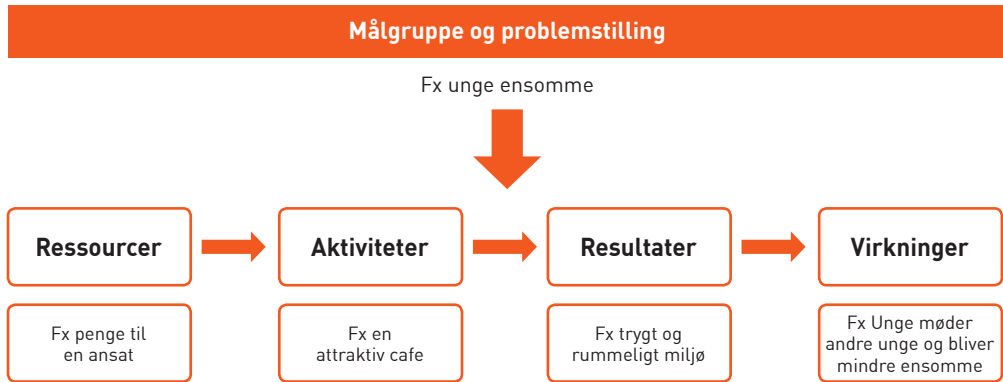 Målgruppe og problemstilling
Fx unge ensomme
Ressourcer
Aktiviteter
Resultater
Virkninger
Fx penge til
en ansat
Fx en
attraktiv cafe
Fx trygt og
rummeligt miljø
Fx Unge møder
andre unge og bliver
mindre ensomme